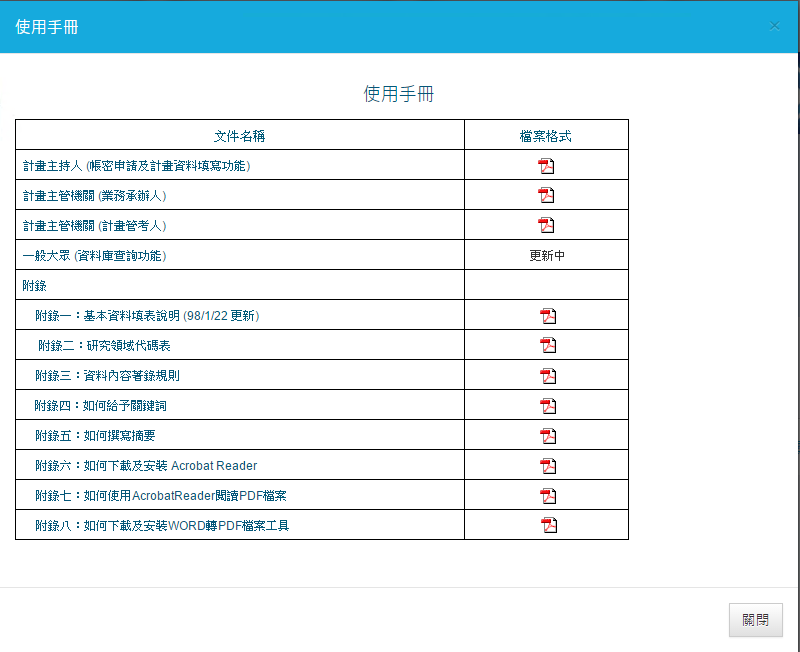 使用手冊
×
使用手冊
文件名稱 檔案格式
計畫主持人 (帳密申請及計畫資料填寫功能)
計畫主管機關 (業務承辦人)
計畫主管機關 (計畫管考人)
一般大眾 (資料庫查詢功能) 更新中
附錄
附錄一：基本資料填表說明 (98/1/22 更新)
附錄二：研究領域代碼表
附錄三：資料內容著錄規則
附錄四：如何給予關鍵詞
附錄五：如何撰寫摘要
附錄六：如何下載及安裝 Acrobat Reader
附錄七：如何使用AcrobatReader閱讀PDF檔案
附錄八：如何下載及安裝WORD轉PDF檔案工具
關閉